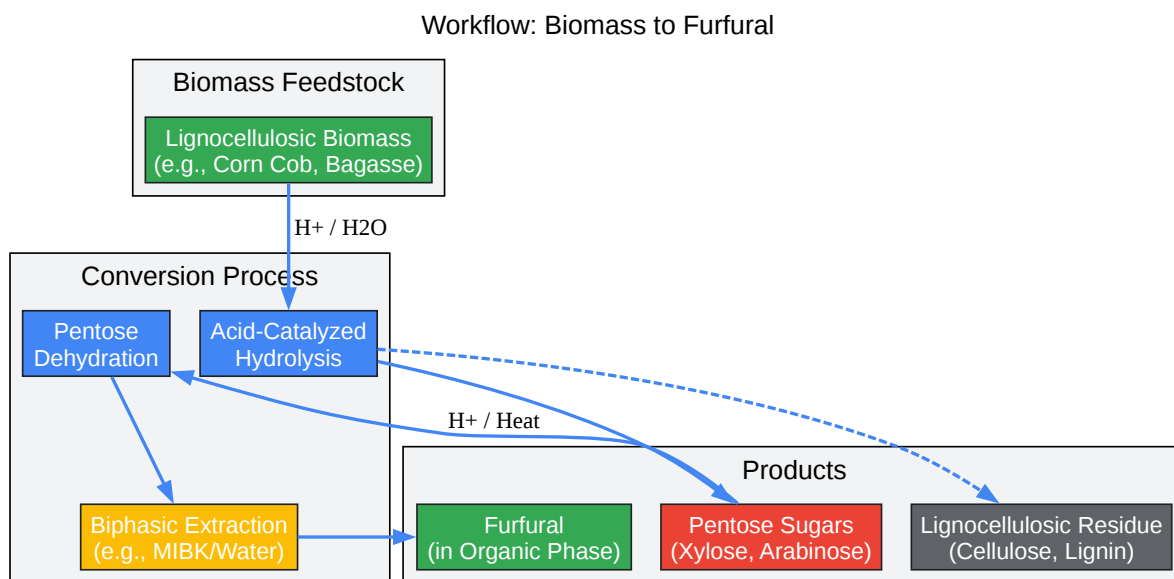 Workflow: Biomass to Furfural
Biomass Feedstock
Lignocellulosic Biomass
(e.g., Corn Cob, Bagasse)
H+ / H2O
Conversion Process
Pentose
Dehydration
Acid-Catalyzed
Hydrolysis
H+ / Heat
Products
Biphasic Extraction
(e.g., MIBK/Water)
Furfural
(in Organic Phase)
Pentose Sugars
(Xylose, Arabinose)
Lignocellulosic Residue
(Cellulose, Lignin)